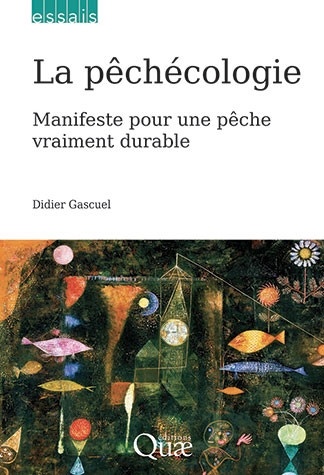 essais
La pêchécologie
Manifeste pour une pêche
vraiment durable
Didier Gascuel
éditions
Quæ